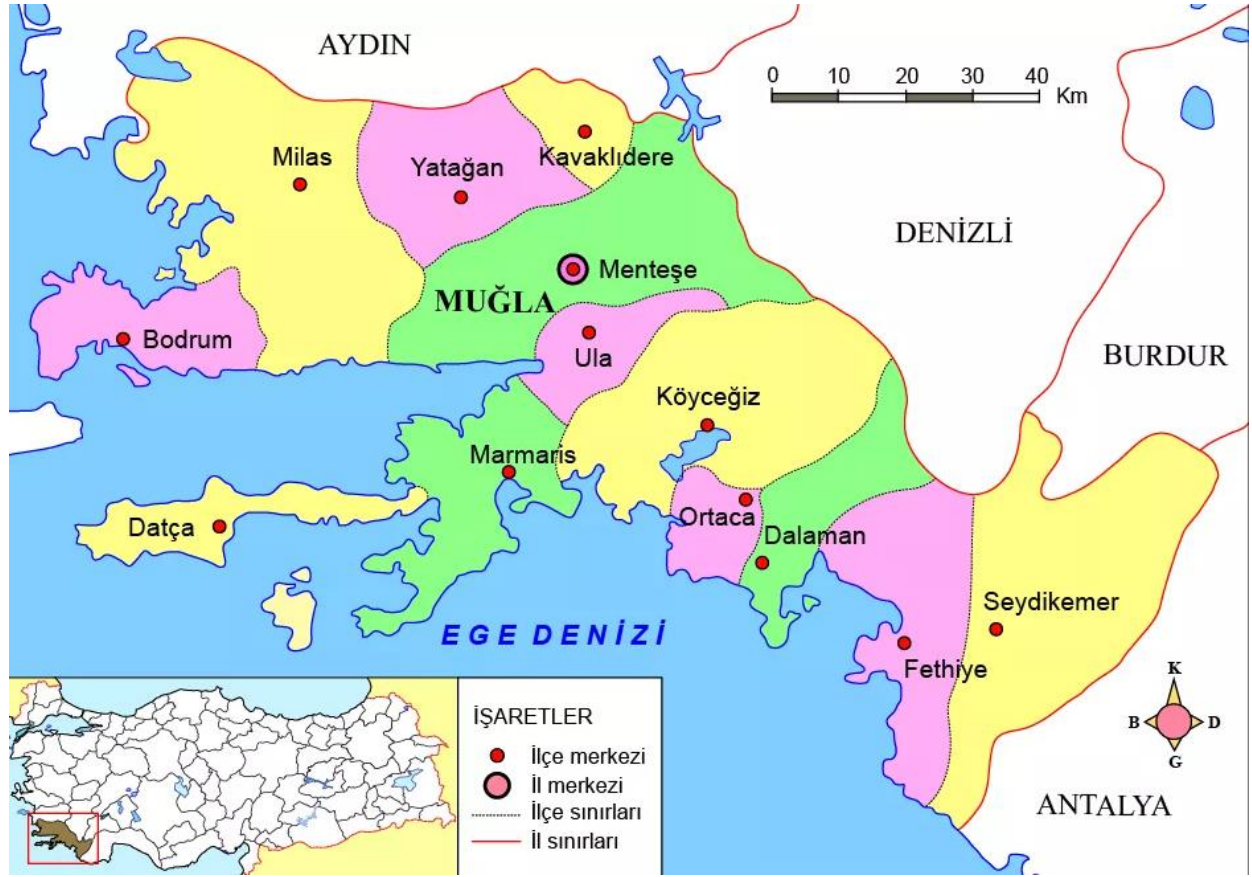 AYDIN
0 10 20 30 40
Km
Milas
Yatağan
Kavaklıdere
DENİZLİ
Menteşe
MUĞLA
Bodrum
Ula
BURDUR
Köyceğiz
Marmaris
Datça
Ortaca
Dalaman
Seydikemer
EGE DENİZİ
Fethiye
K
B D
G
ANTALYA
İŞARETLER
İlçe merkezi
İl merkezi
İlçe sınırları
İl sınırları